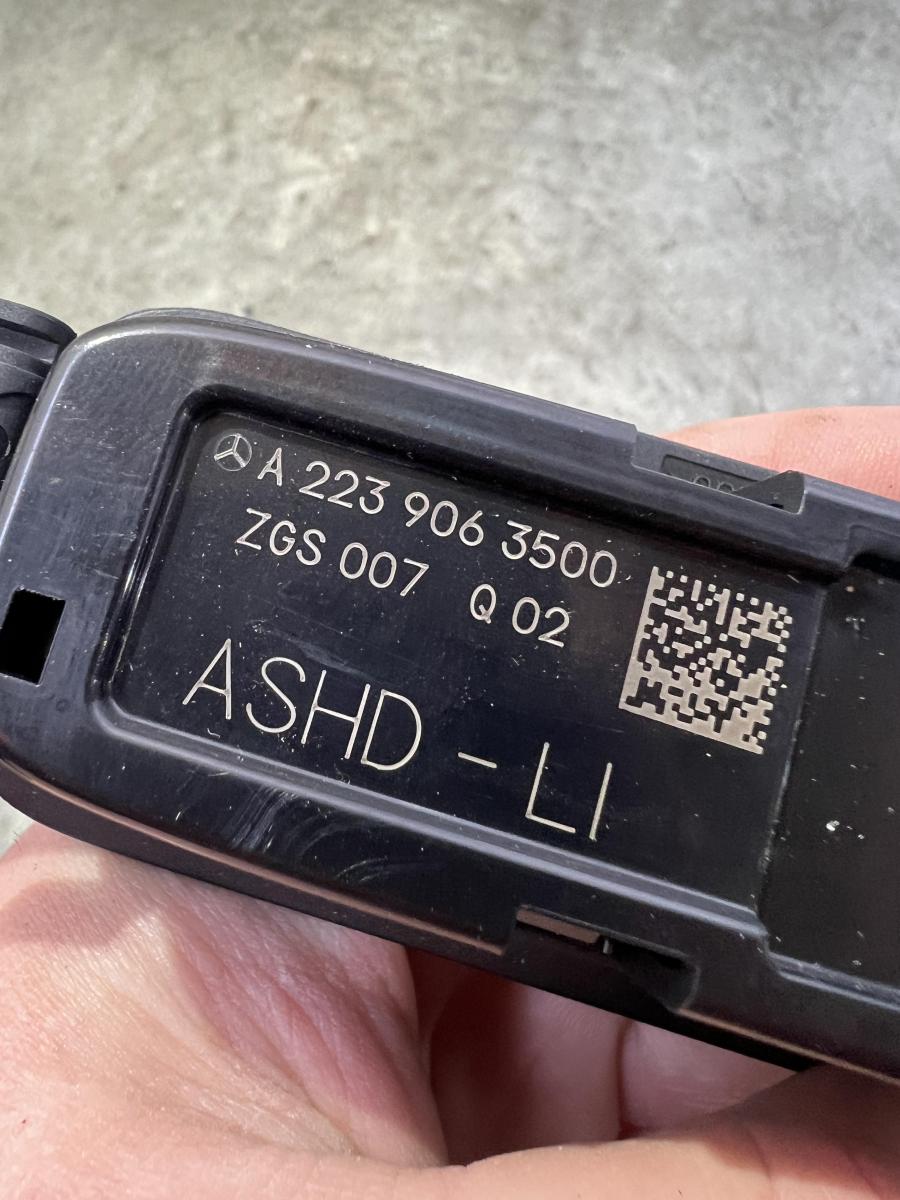 A 223 906 3500
ZGS 007 Q 02
ASHD - LI